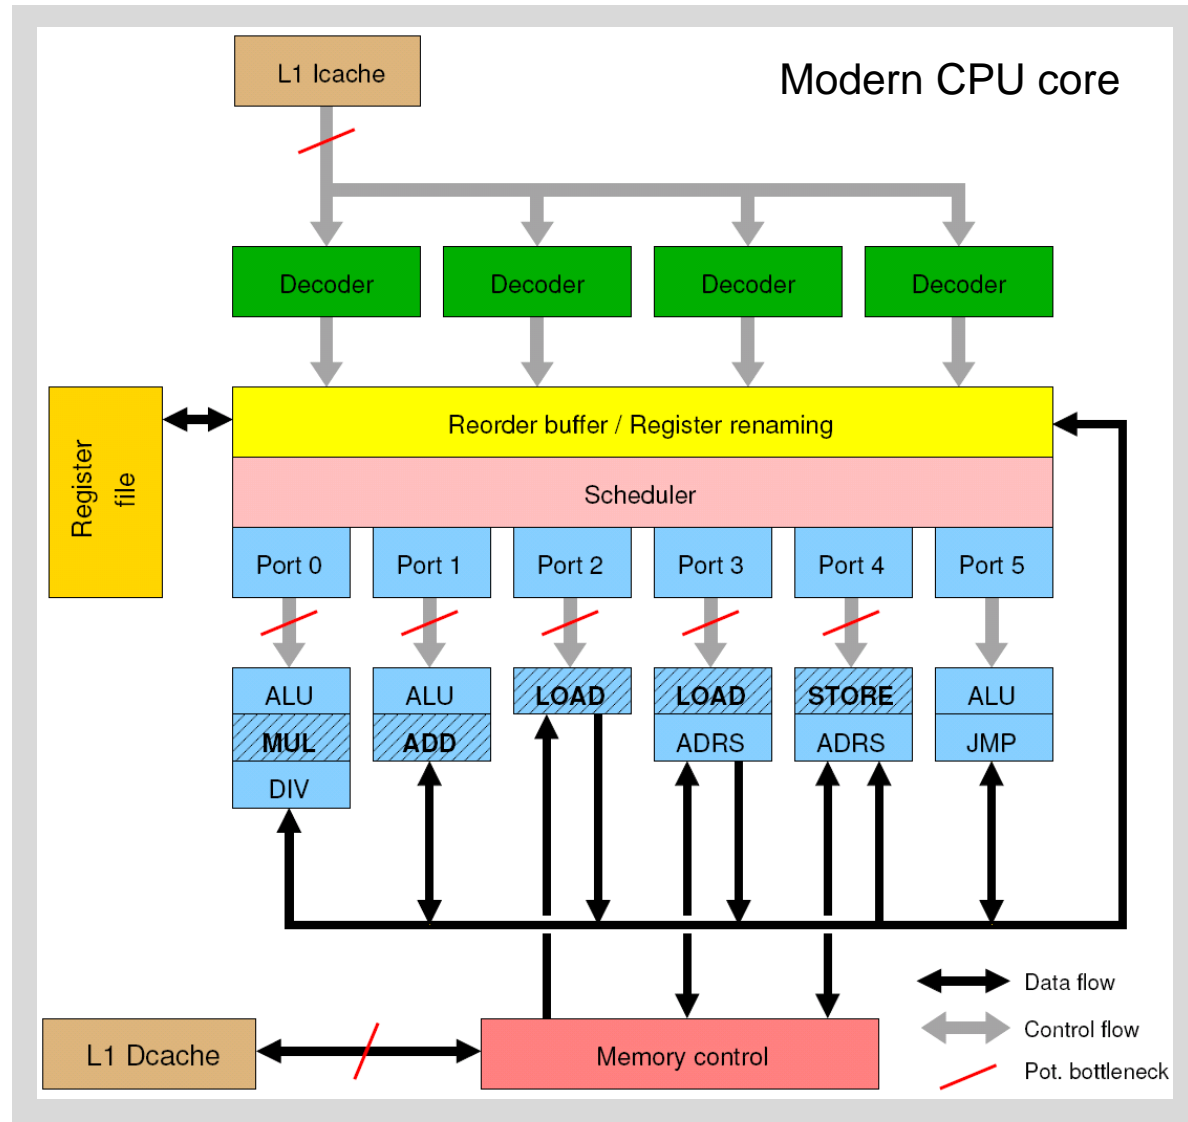 L1 Icache
Modern CPU core
Decoder
Decoder
Decoder
Decoder
Register
file
Reorder buffer / Register renaming
Scheduler
Port 0
Port 1
Port 2
Port 3
Port 4
Port 5
ALU
MUL
DIV
ALU
ADD
LOAD
LOAD
ADRS
STORE
ADRS
ALU
JMP
L1 Dcache
Memory control
Data flow
Control flow
Pot. bottleneck